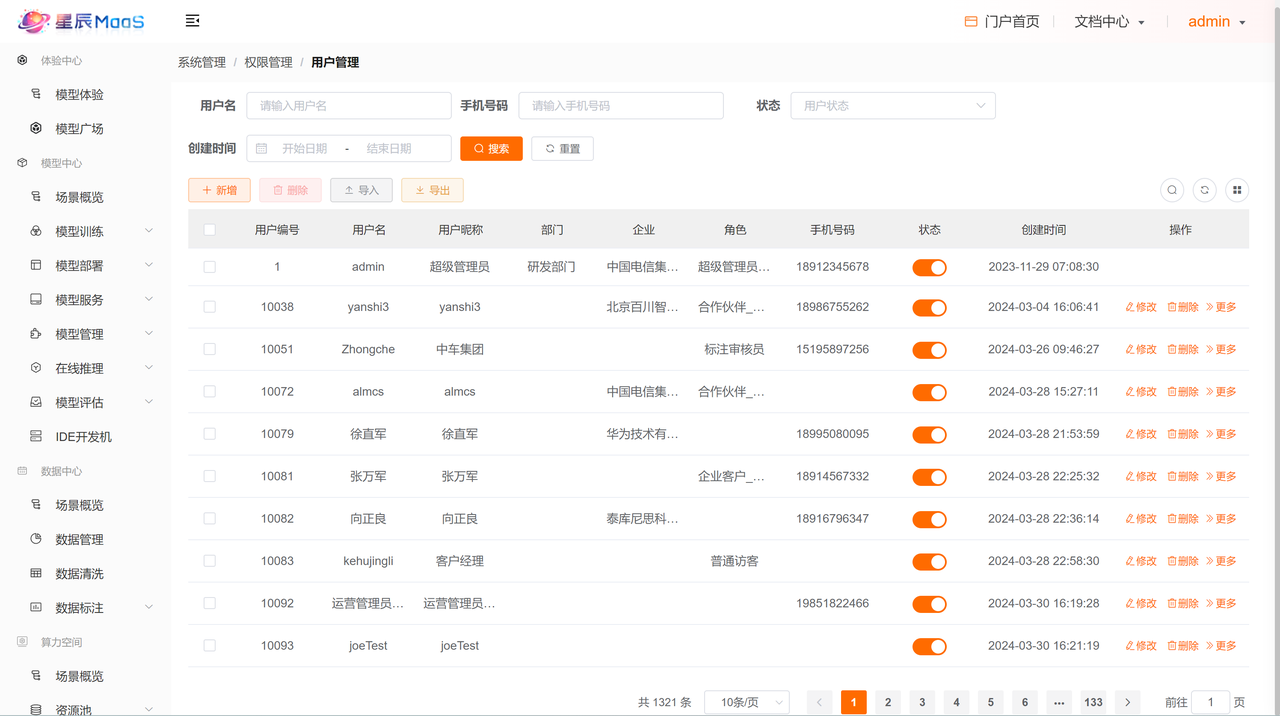 星辰MaaS
门户首页
文档中心
admin
体验中心
模型体验
模型广场
模型中心
场景概览
模型训练
模型部署
模型服务
模型管理
在线推理
模型评估
IDE开发机
数据中心
场景概览
数据管理
数据清洗
数据标注
算力空间
场景概览
资源池
系统管理 / 权限管理 / 用户管理
用户名 请输入用户名 手机号码 请输入手机号码 状态 用户状态
创建时间 开始日期 - 结束日期 搜索 重置
新增 删除 导入 导出
用户编号 用户名 用户昵称 部门 企业 角色 手机号码 状态 创建时间 操作
1 admin 超级管理员 研发部门 中国电信集... 超级管理员... 18912345678 2023-11-29 07:08:30
10038 yanshi3 yanshi3 北京百川智... 合作伙伴_... 18986755262 2024-03-04 16:06:41 修改 删除 更多
10051 Zhongche 中车集团 标注审核员 15195897256 2024-03-26 09:46:27 修改 删除 更多
10072 almcs almcs 中国电信集... 合作伙伴_... 2024-03-28 15:27:11 修改 删除 更多
10079 徐直军 徐直军 华为技术有... 18995080095 2024-03-28 21:53:59 修改 删除 更多
10081 张万军 张万军 企业客户_... 18914567332 2024-03-28 22:25:32 修改 删除 更多
10082 向正良 向正良 泰库尼思科... 18916796347 2024-03-28 22:36:14 修改 删除 更多
10083 kehujingli 客户经理 普通访客 2024-03-28 22:58:30 修改 删除 更多
10092 运营管理员... 运营管理员... 19851822466 2024-03-30 16:19:28 修改 删除 更多
10093 joeTest joeTest 2024-03-30 16:21:19 修改 删除 更多
共 1321 条 10条/页 1 2 3 4 5 6 ... 133 前往 1 页